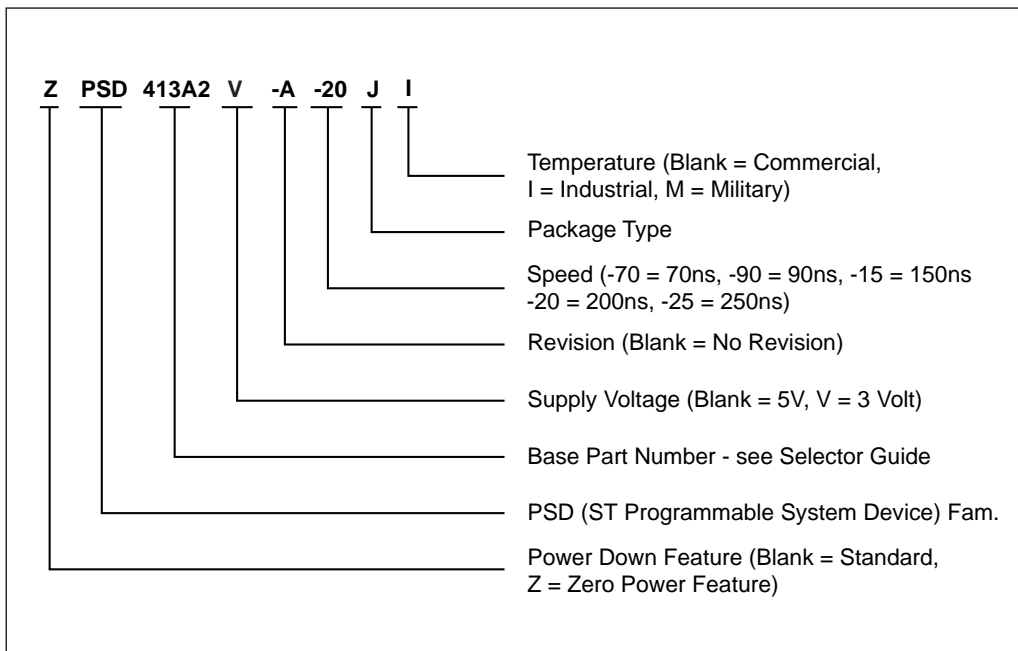 Z PSD 413A2 V -A -20 J I
Temperature (Blank = Commercial,
I = Industrial, M = Military)
Package Type
Speed (-70 = 70ns, -90 = 90ns, -15 = 150ns
-20 = 200ns, -25 = 250ns)
Revision (Blank = No Revision)
Supply Voltage (Blank = 5V, V = 3 Volt)
Base Part Number - see Selector Guide
PSD (ST Programmable System Device) Fam.
Power Down Feature (Blank = Standard,
Z = Zero Power Feature)